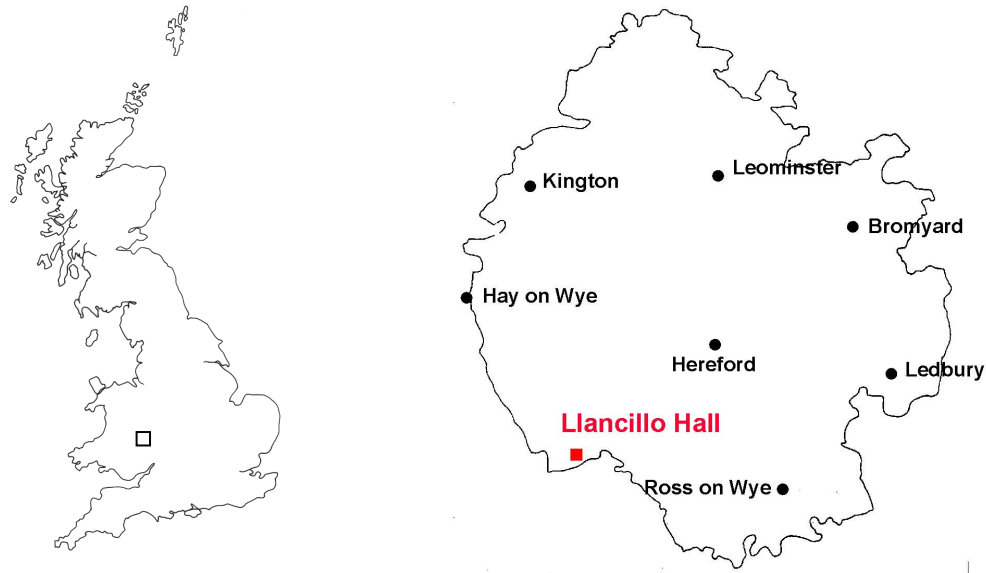 Leominster
Kington
Bromyard
Hay on Wye
Hereford
Ledbury
Llancillo Hall
Ross on Wye